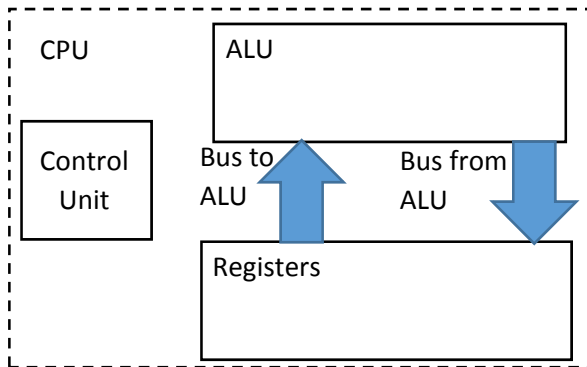 CPU
ALU
Control
Unit
Bus to
ALU
Bus from
ALU
Registers